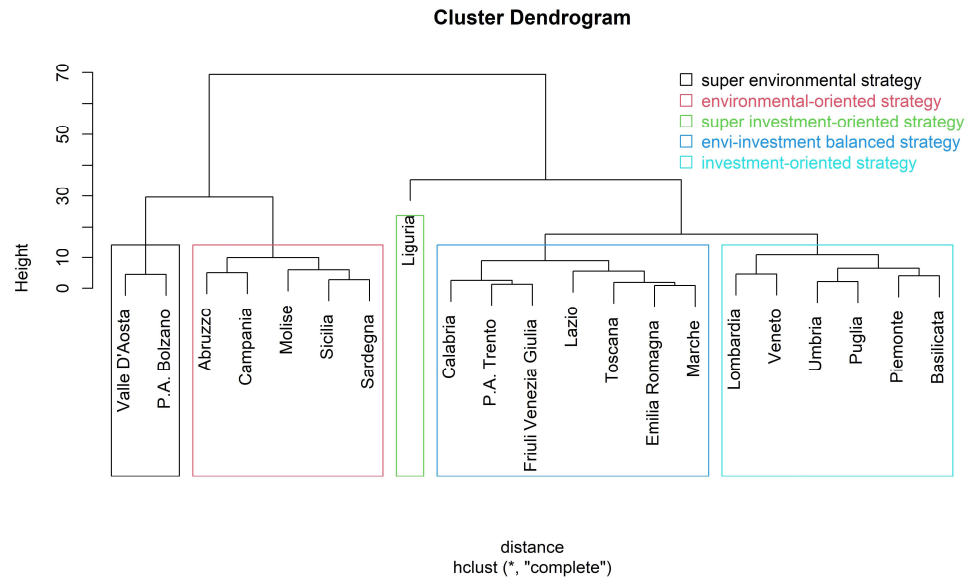 Cluster Dendrogram
super environmental strategy
environmental-oriented strategy
super investment-oriented strategy
envi-investment balanced strategy
investment-oriented strategy
Height
70
50
30
10
0
Valle D'Aosta
P.A. Bolzano
Abruzzo
Campania
Molise
Sicilia
Sardegna
Liguria
Calabria
P.A. Trento
Friuli Venezia Giulia
Lazio
Toscana
Emilia Romagna
Marche
Lombardia
Veneto
Umbria
Puglia
Piemonte
Basilicata
distance
hclust (*, "complete")